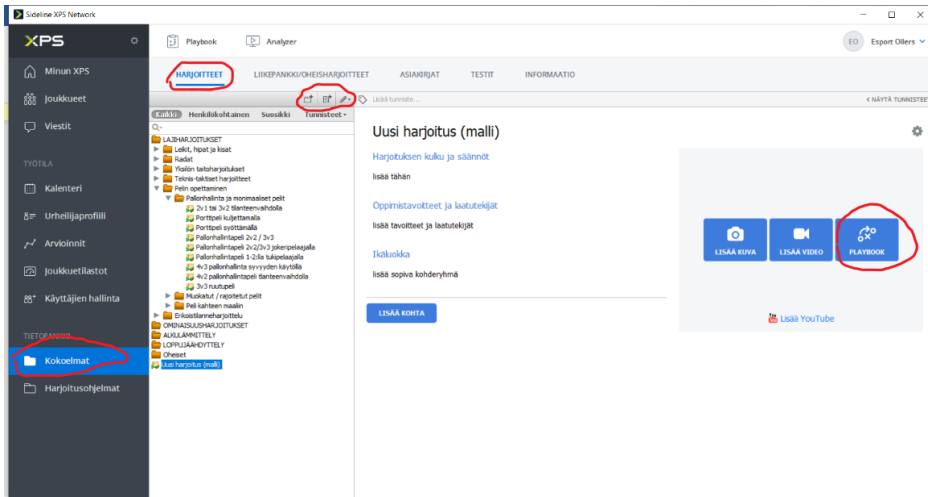 Sideline XPS Network
XPS
Playbook
Analyzer
EO
Esport Oilers
Minun XPS
Joukkueet
Viestit
TYÖTILA
Kalenteri
Urheilijaprofiili
Arvioinnit
Joukkuetilastot
Käyttäjien hallinta
TIETOPANKKI
Kokoelmat
Harjoitusohjelmat
HARJOITTEET
LIIKEPANKKI/OHEISHARJOITTEET
ASIAKIRJAT
TESTIT
INFORMAATIO
Lisää tunniste...
< NÄYTÄ TUNNISTEET
Kaikki Henkilökohtainen Suosikki Tunnisteet
LAJIHARJOITUKSET
Leikit, hipat ja kisat
Radat
Yksilön taitoharjoitukset
Teknis-taktiset harjoitteet
Pelin opettaminen
Pallonhallinta ja monimaaliset pelit
2v1 tai 3v2 tilanteenvaihdolla
Porttipeli kuljettamalla
Porttipeli syöttämällä
Pallonhallintapeli 2v2 / 3v3
Pallonhallintapeli 2v2/3v3 jokeripelaajalla
Pallonhallintapeli 1-2:lla tukipelaajalla
4v3 pallonhallinta syvyyden käytöllä
4v2 pallonhallintapeli tilanteenvaihdolla
3v3 ruutupeli
Muokatut / rajoitetut pelit
Peli kahteen maaliin
Erikoistilanneharjoittelu
OMINAISUUSHARJOITUKSET
ALKULÄMMITTELY
LOPPUJÄÄHDYTTELY
Oheiset
Uusi harjoitus (malli)
Uusi harjoitus (malli)
Harjoituksen kulku ja säännöt
lisää tähän
Oppimistavoitteet ja laatutekijät
lisää tavoitteet ja laatutekijät
Ikäluokka
lisää sopiva kohderyhmä
LISÄÄ KOHTA
LISÄÄ KUVA
LISÄÄ VIDEO
PLAYBOOK
Lisää YouTube